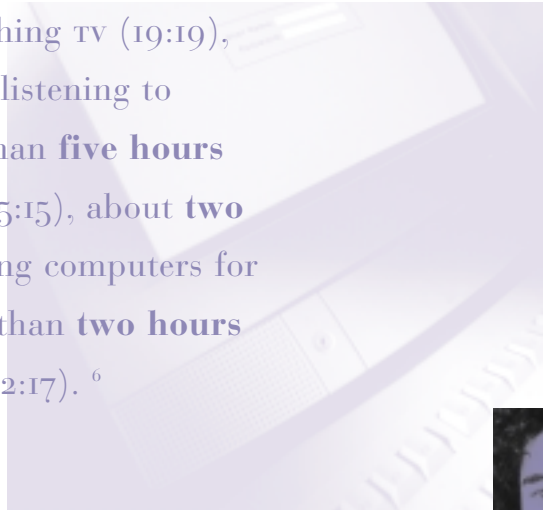 hing TV (19:19),
listening to
an five hours
5:15), about two
ng computers for
than two hours
2:17). 6